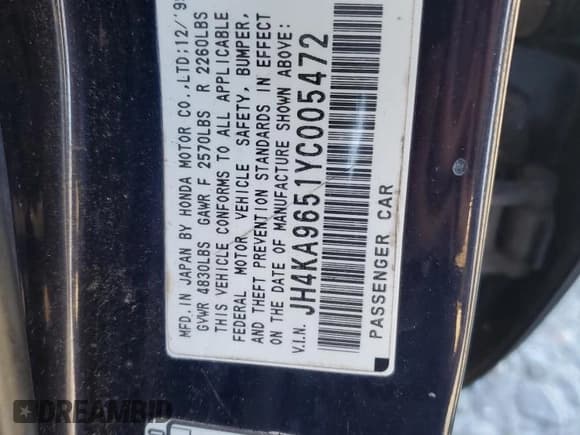 MFD.IN JAPAN BY HONDA MOTOR CO.,LTD;12/'9
GVWR 4830LBS GAWR F 2570LBS R 2260LBS
THIS VEHICLE CONFORMS TO ALL APPLICABLE
FEDERAL MOTOR VEHICLE SAFETY, BUMPER,
AND THEFT PREVENTION STANDARDS IN EFFECT
ON THE DATE OF MANUFACTURE SHOWN ABOVE:
V.I.N. JH4KA9651YC005472
PASSENGER CAR
DREAMBID